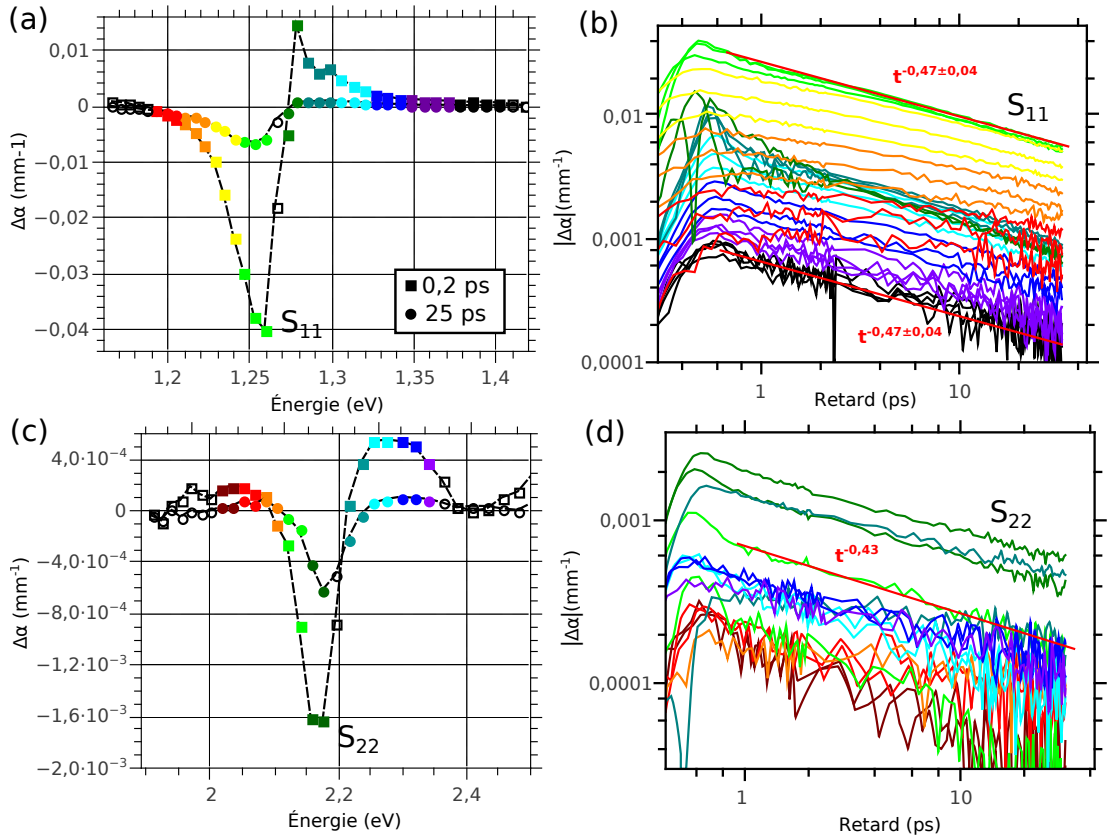 (a)
0,01
0
−0,01
−0,02
−0,03
−0,04
Δα (mm-1)
S11
0,2 ps
25 ps
1,2
1,25
1,3
1,35
1,4
Énergie (eV)
(b)
0,01
0,001
0,0001
|Δα|(mm⁻¹)
t⁻⁰,⁴⁷±⁰,⁰⁴
S₁₁
t⁻⁰,⁴⁷±⁰,⁰⁴
1
10
Retard (ps)
(c)
4,0·10⁻⁴
0
−4,0·10⁻⁴
−8,0·10⁻⁴
−1,2·10⁻³
−1.6·10⁻³
−2,0·10⁻³
Δα (mm⁻¹)
S₂₂
2
2,2
2,4
Énergie (eV)
(d)
0,001
0,0001
|Δα|(mm⁻¹)
S₂₂
t⁻⁰,⁴³
1
10
Retard (ps)